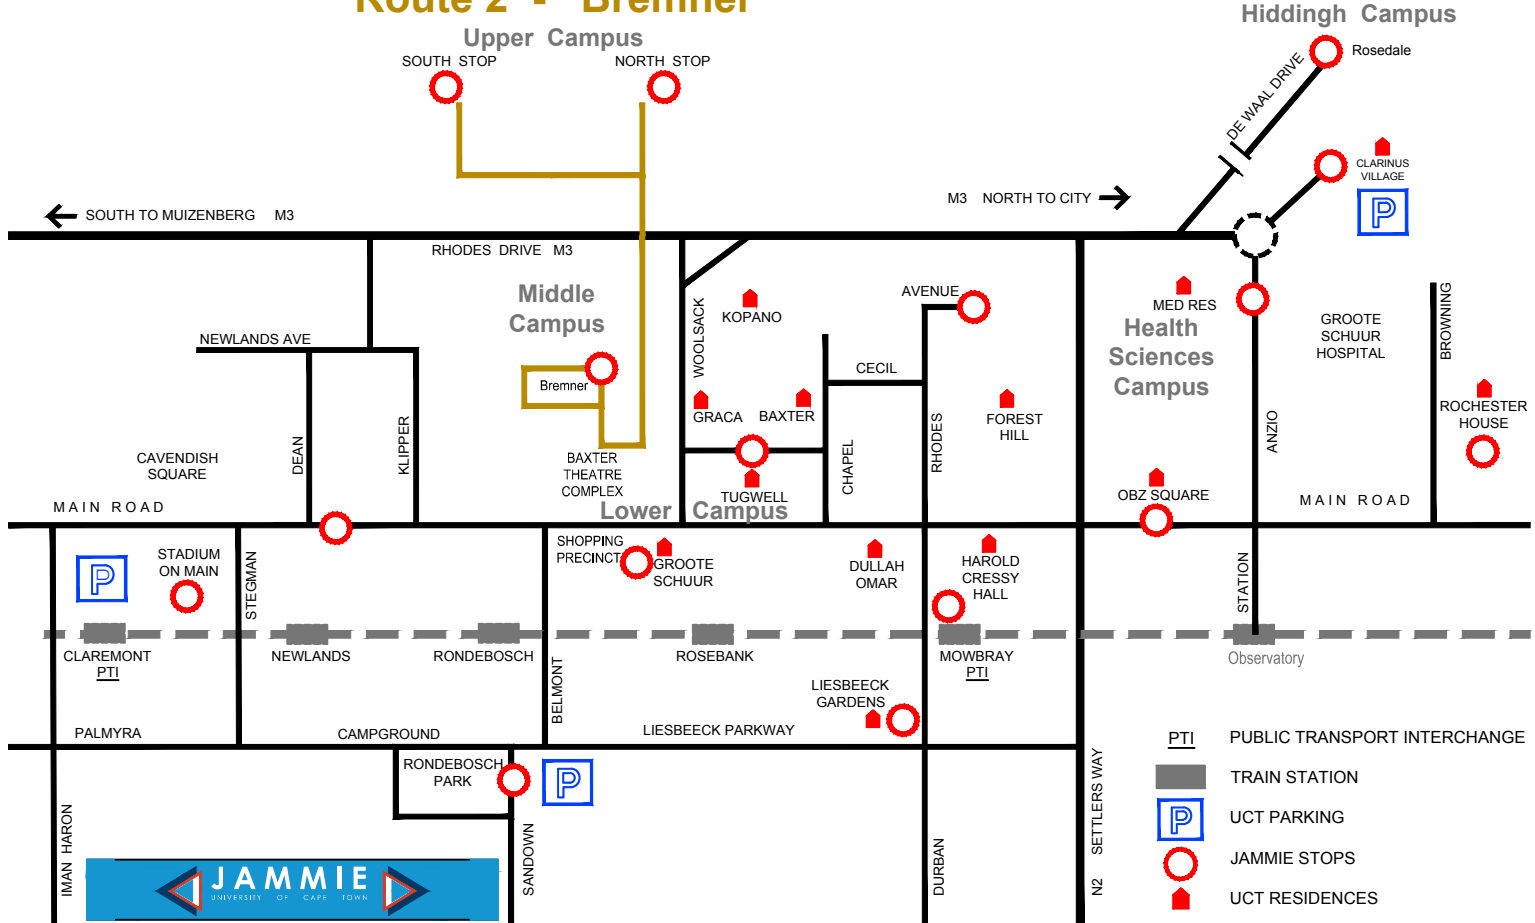 Route 2 - Bremner
Upper Campus
SOUTH STOP
NORTH STOP
Hiddingh Campus
Rosedale
DE WAAL DRIVE
CLARINUS
VILLAGE
P
M3 NORTH TO CITY
SOUTH TO MUIZENBERG M3
RHODES DRIVE M3
Middle
Campus
WOOLSACK
KOPANO
AVENUE
MED RES
Health
Sciences
Campus
GROOTE
SCHUUR
HOSPITAL
BROWNING
NEWLANDS AVE
Bremner
CECIL
GRACA
BAXTER
FOREST
HILL
ROCHESTER
HOUSE
DEAN
KLIPPER
CHAPEL
RHODES
ANZIO
CAVENDISH
SQUARE
BAXTER
THEATRE
COMPLEX
TUGWELL
OBZ SQUARE
MAIN ROAD
MAIN ROAD
Lower Campus
STADIUM
ON MAIN
P
STEGMAN
SHOPPING
PRECINCT
GROOTE
SCHUUR
DULLAH
OMAR
HAROLD
CRESSY
HALL
STATION
CLAREMONT
PTI
NEWLANDS
RONDEBOSCH
ROSEBANK
MOWBRAY
PTI
Observatory
BELMONT
LIESBEECK
GARDENS
PALMYRA
CAMPGROUND
LIESBEECK PARKWAY
RONDEBOSCH
PARK
P
IMAN HARON
SANDOWN
DURBAN
N2 SETTLERS WAY
PTI PUBLIC TRANSPORT INTERCHANGE
TRAIN STATION
P UCT PARKING
JAMMIE STOPS
UCT RESIDENCES
JAMMIE
UNIVERSITY OF CAPE TOWN